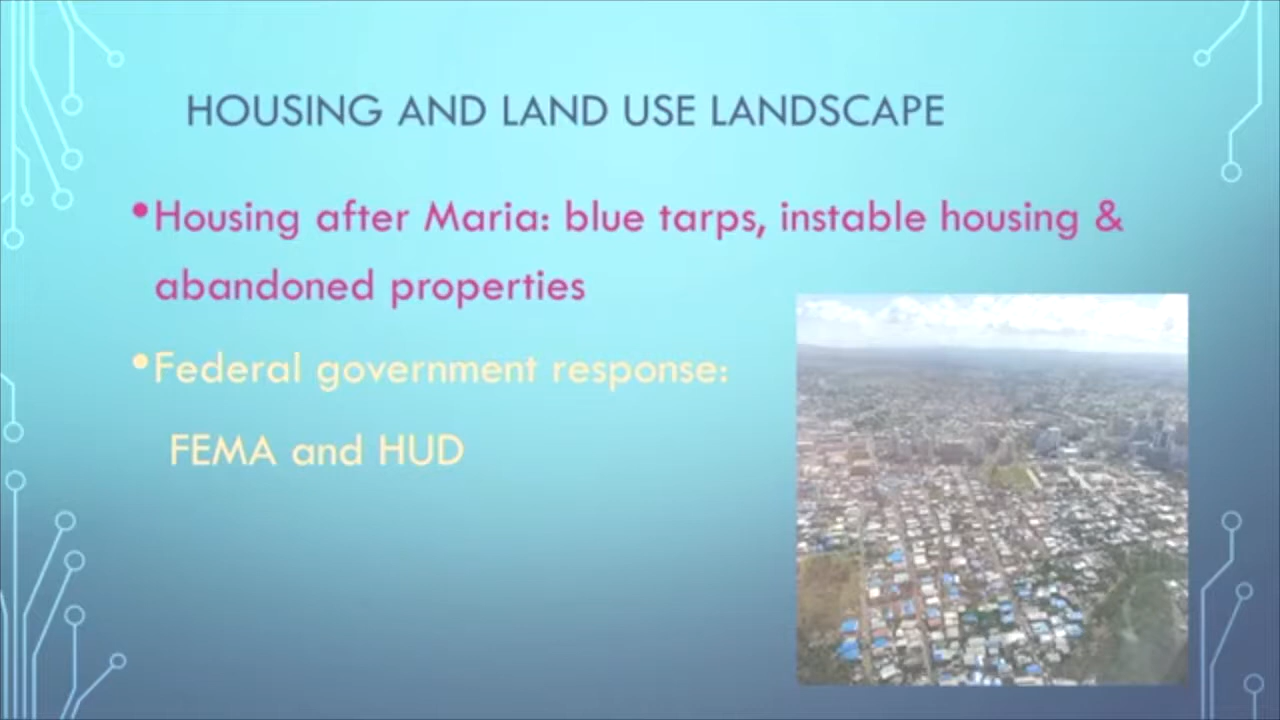 HOUSING AND LAND USE LANDSCAPE
•Housing after Maria: blue tarps, instable housing &
abandoned properties
•Federal government response:
FEMA and HUD